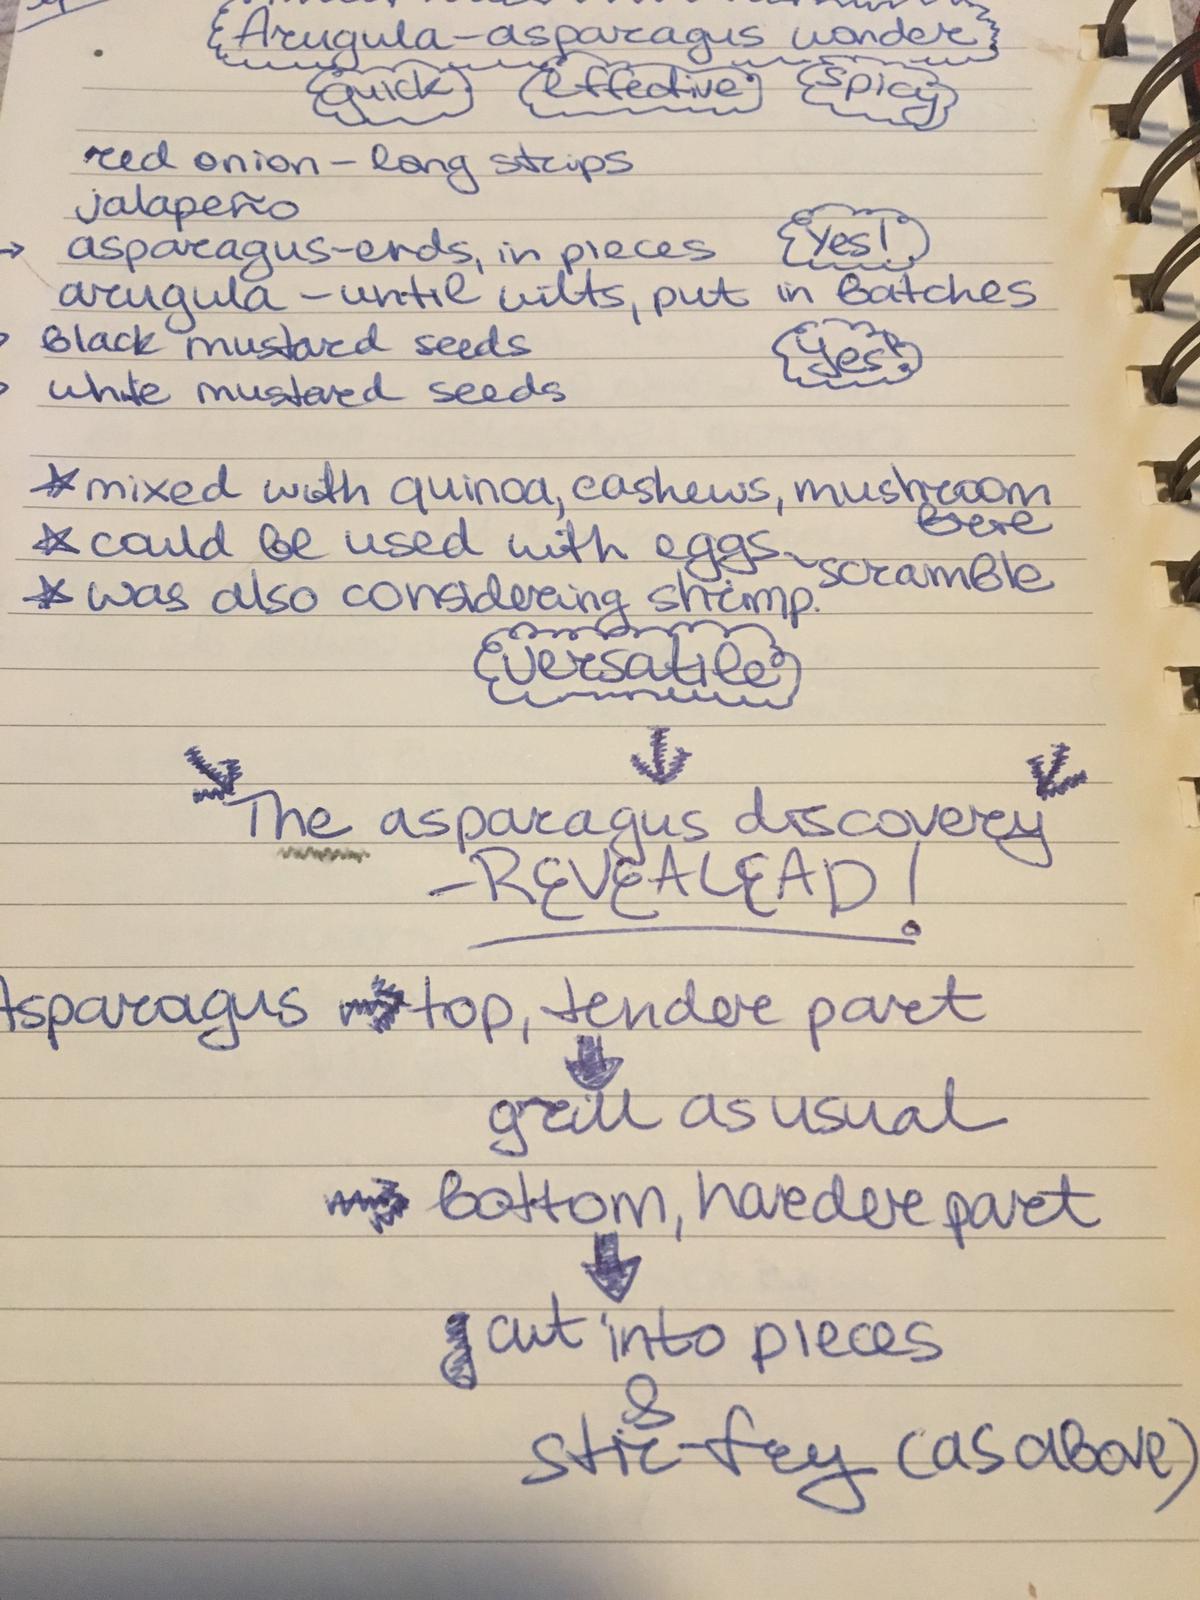 Arugula-asparagus wonder
quick effective spicy
red onion - long strips
jalapeño
→ asparagus-ends, in pieces Yes!
arugula - until wilts, put in Batches
Black mustard seeds Yes!
white mustard seeds
* mixed with quinoa, cashews, mushroom
* could be used with eggs - scramble
* was also considering shrimp.
versatile
The asparagus discovery
- REVEALEAD!
Asparagus → top, tender part
grill as usual
→ bottom, harder part
cut into pieces
&
stir-fry (as above)